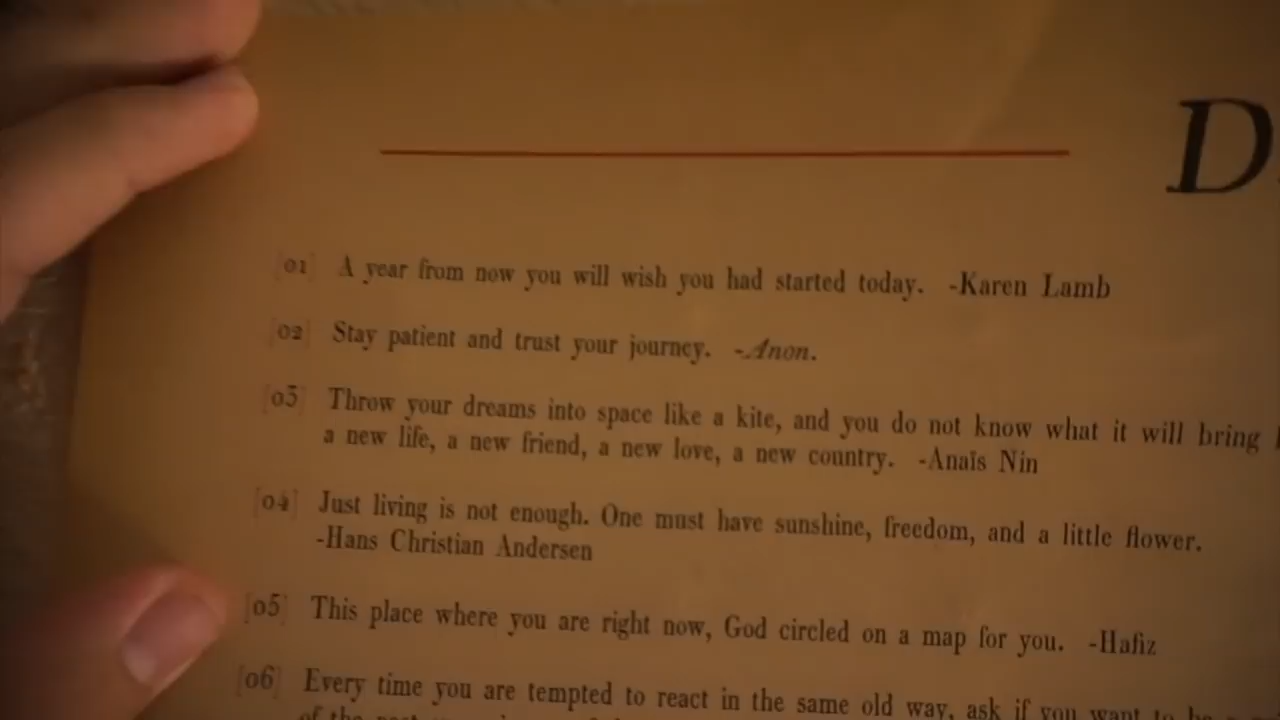 D
[01] A year from now you will wish you had started today. -Karen Lamb
[02] Stay patient and trust your journey. -Anon.
[03] Throw your dreams into space like a kite, and you do not know what it will bring
a new life, a new friend, a new love, a new country. -Anaïs Nin
[04] Just living is not enough. One must have sunshine, freedom, and a little flower.
-Hans Christian Andersen
[05] This place where you are right now, God circled on a map for you. -Hafiz
[06] Every time you are tempted to react in the same old way, ask if you want to be
of the